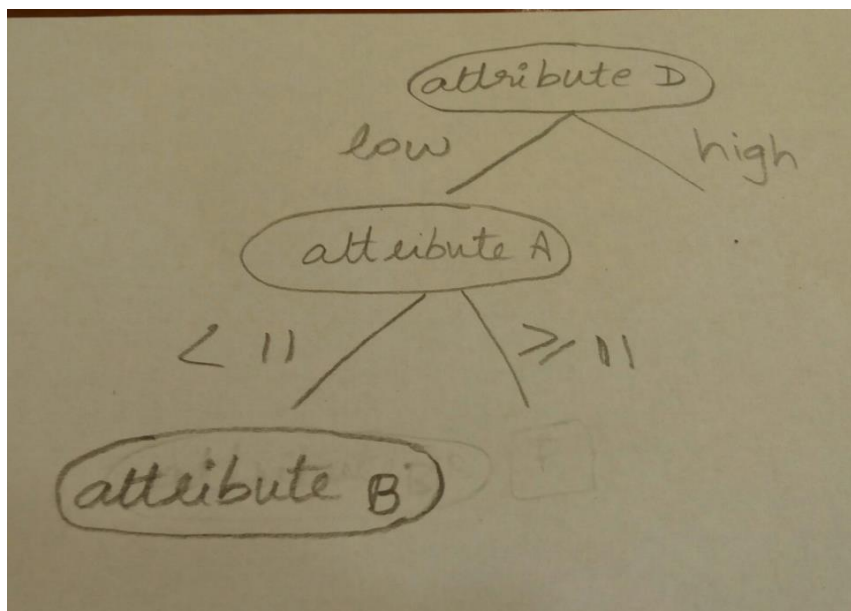 attribute D
low high
attribute A
< 11 ≥ 11
attribute B